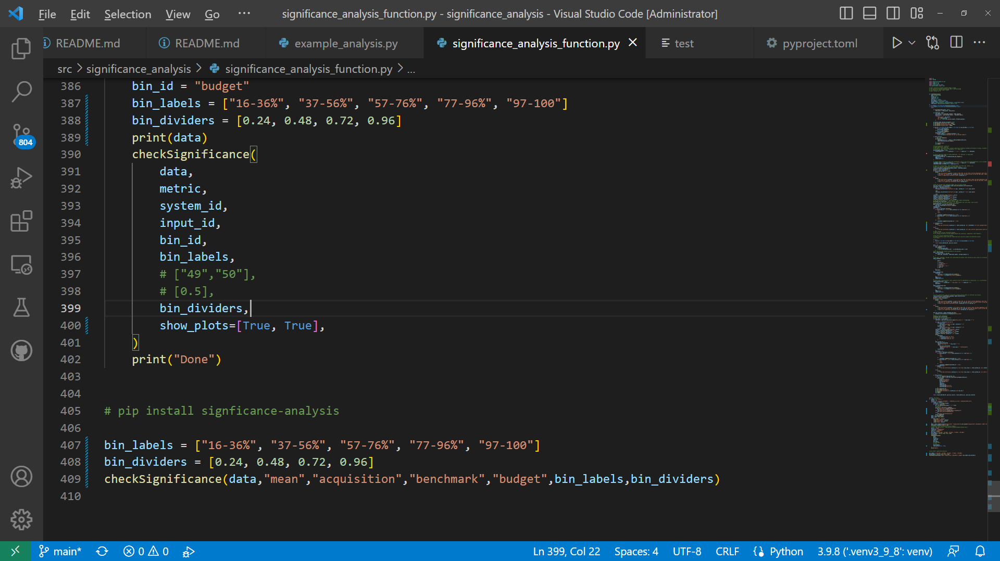 File Edit Selection View Go ··· significance_analysis_function.py - significance_analysis - Visual Studio Code [Administrator]
README.md README.md example_analysis.py significance_analysis_function.py test pyproject.toml
src > significance_analysis > significance_analysis_function.py > ...
386 bin_id = "budget"
387 bin_labels = ["16-36%", "37-56%", "57-76%", "77-96%", "97-100"]
388 bin_dividers = [0.24, 0.48, 0.72, 0.96]
389 print(data)
390 checkSignificance(
391 data,
392 metric,
393 system_id,
394 input_id,
395 bin_id,
396 bin_labels,
397 # ["49","50"],
398 # [0.5],
399 bin_dividers,
400 show_plots=[True, True],
401 )
402 print("Done")
403
404
405 # pip install signficance-analysis
406
407 bin_labels = ["16-36%", "37-56%", "57-76%", "77-96%", "97-100"]
408 bin_dividers = [0.24, 0.48, 0.72, 0.96]
409 checkSignificance(data,"mean","acquisition","benchmark","budget",bin_labels,bin_dividers)
410
804
main* 0 0 Ln 399, Col 22 Spaces: 4 UTF-8 CRLF Python 3.9.8 ('.venv3_9_8': venv)